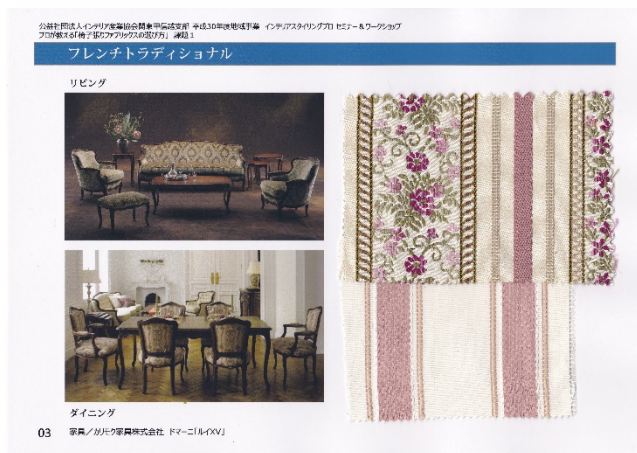 公益社団法人インテリア産業協会関東甲信越支部 平成30年度地域事業 インテリアスタイリングプロ セミナー&ワークショップ
プロが教える「椅子張りファブリックスの選び方」 課題1
フレンチトラディショナル
リビング
ダイニング
03 家具／カリモク家具株式会社 ドマーニ「ルイXV」